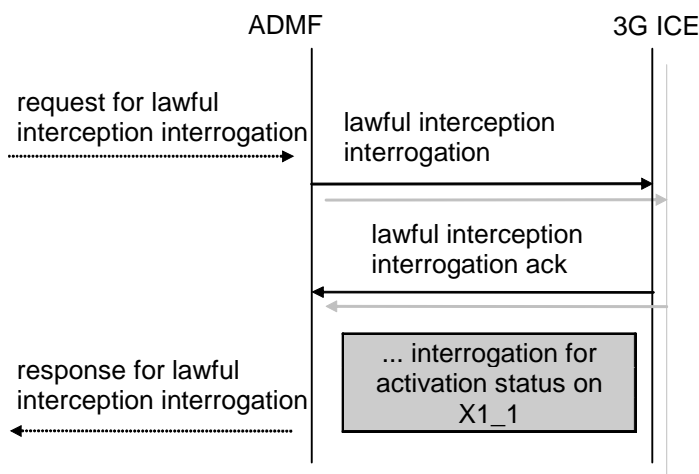 ADMF
3G ICE
request for lawful
interception interrogation
lawful interception
interrogation
lawful interception
interrogation ack
... interrogation for
activation status on
X1_1
response for lawful
interception interrogation